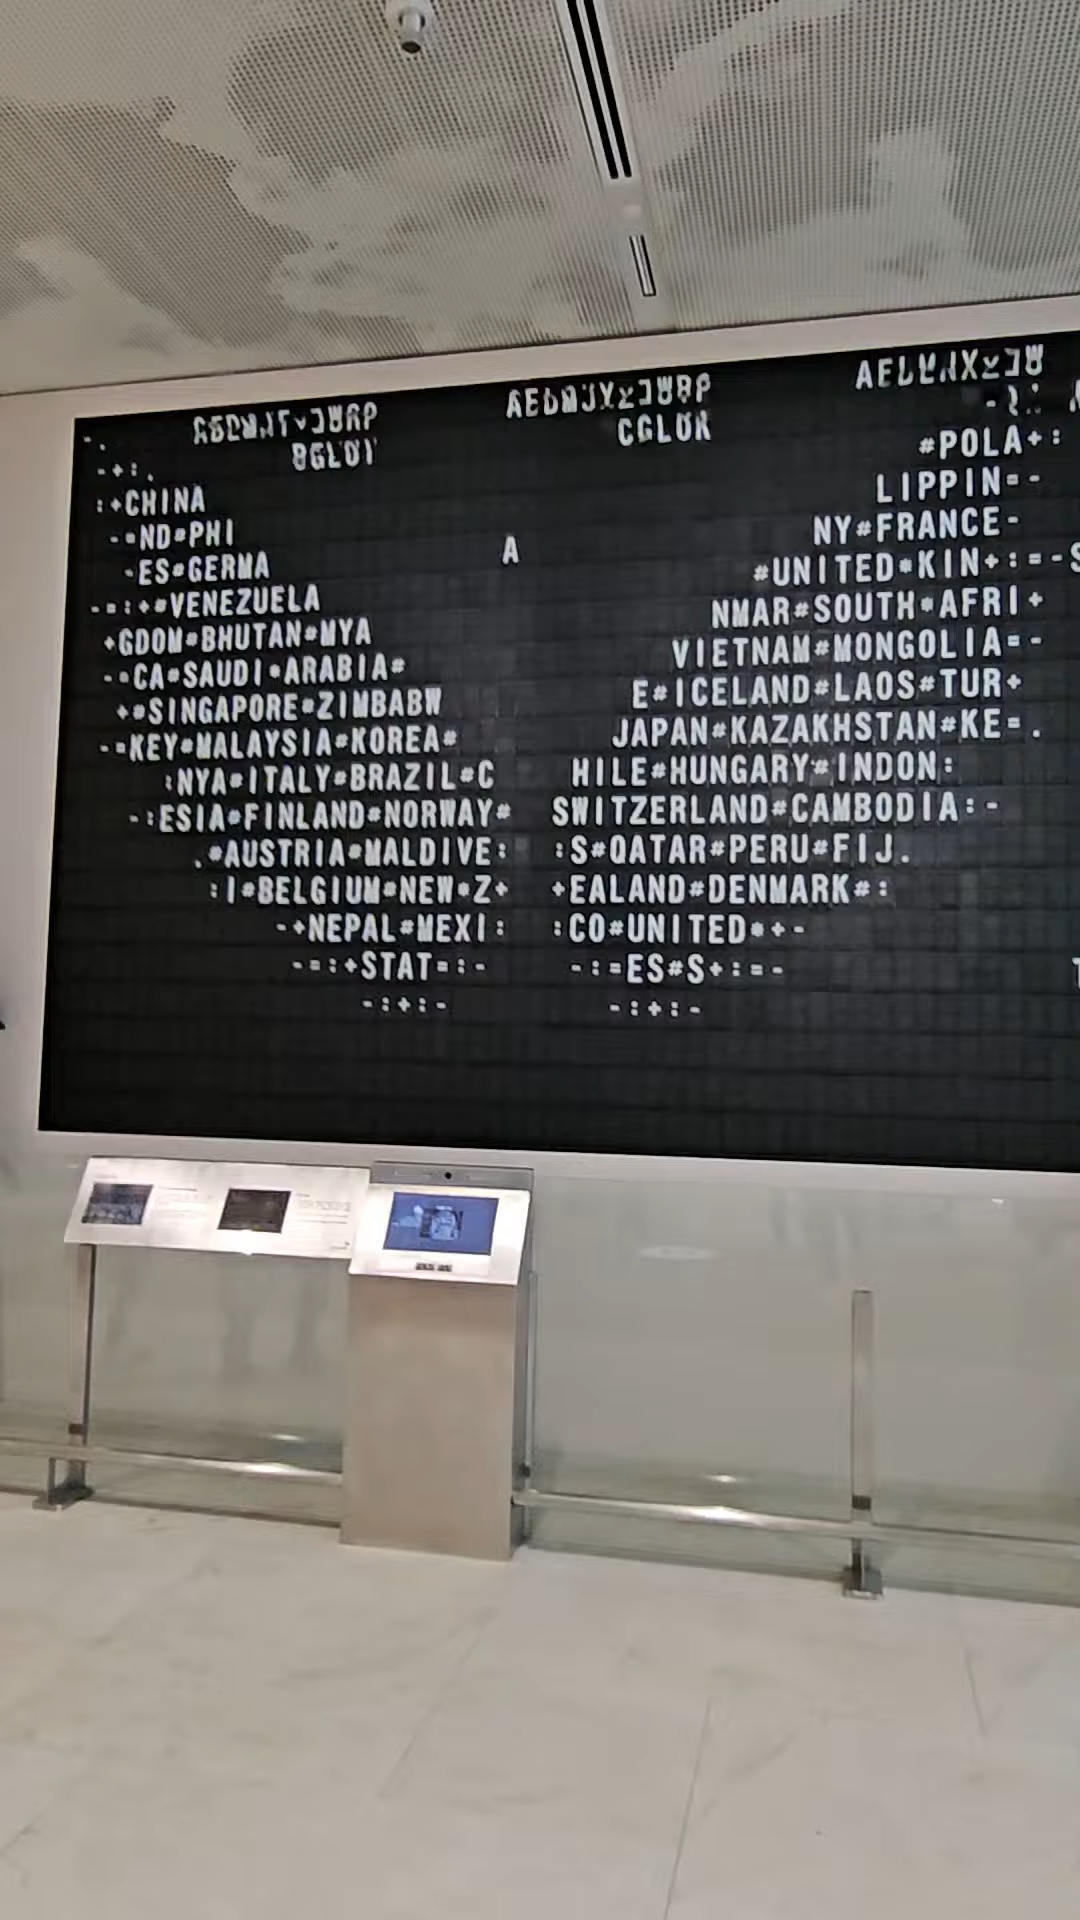 :+CHINA #POLA+:
-=ND#PHI LIPPIN=-
-ES#GERMA A NY#FRANCE-
-=:+#VENEZUELA #UNITED*KIN+:=-S
+GDOM#BHUTAN#MYA NMAR#SOUTH*AFRI+
-=CA#SAUDI*ARABIA# VIETNAM#MONGOLIA=-
+#SINGAPORE#ZIMBABW E#ICELAND#LAOS#TUR+
-=KEY#MALAYSIA#KOREA# JAPAN#KAZAKHSTAN#KE=.
:NYA#ITALY#BRAZIL#C HILE#HUNGARY#INDON:
-:ESIA#FINLAND#NORWAY# SWITZERLAND#CAMBODIA:-
.#AUSTRIA#MALDIVE: :S#QATAR#PERU#FIJ.
:I#BELGIUM#NEW*Z+ +EALAND#DENMARK#:
-+NEPAL#MEXI: :CO#UNITED*+-
-=:+STAT=:- -:=ES#S+:=-
-:+:- -:+:-